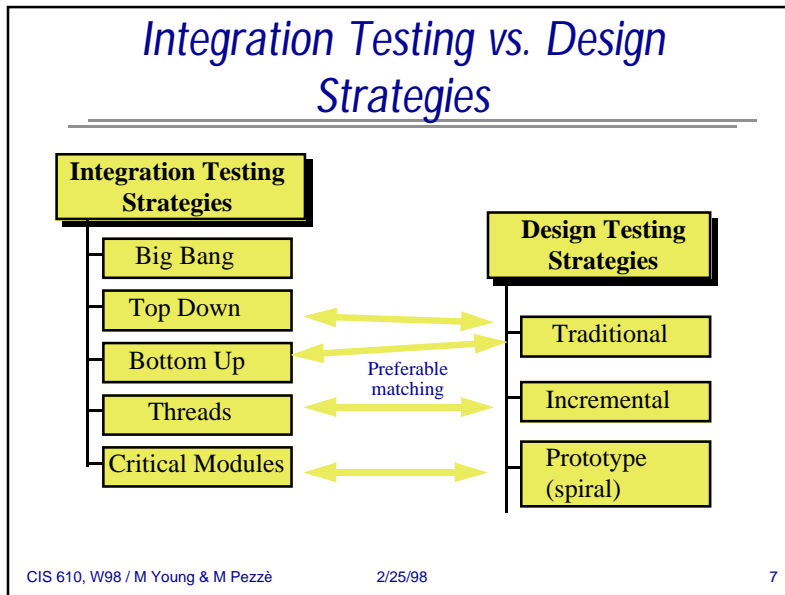 Integration Testing vs. Design
Strategies
Integration Testing
Strategies
Big Bang
Top Down
Bottom Up
Threads
Critical Modules
Preferable
matching
Design Testing
Strategies
Traditional
Incremental
Prototype
(spiral)
CIS 610, W98 / M Young & M Pezzè
2/25/98
7